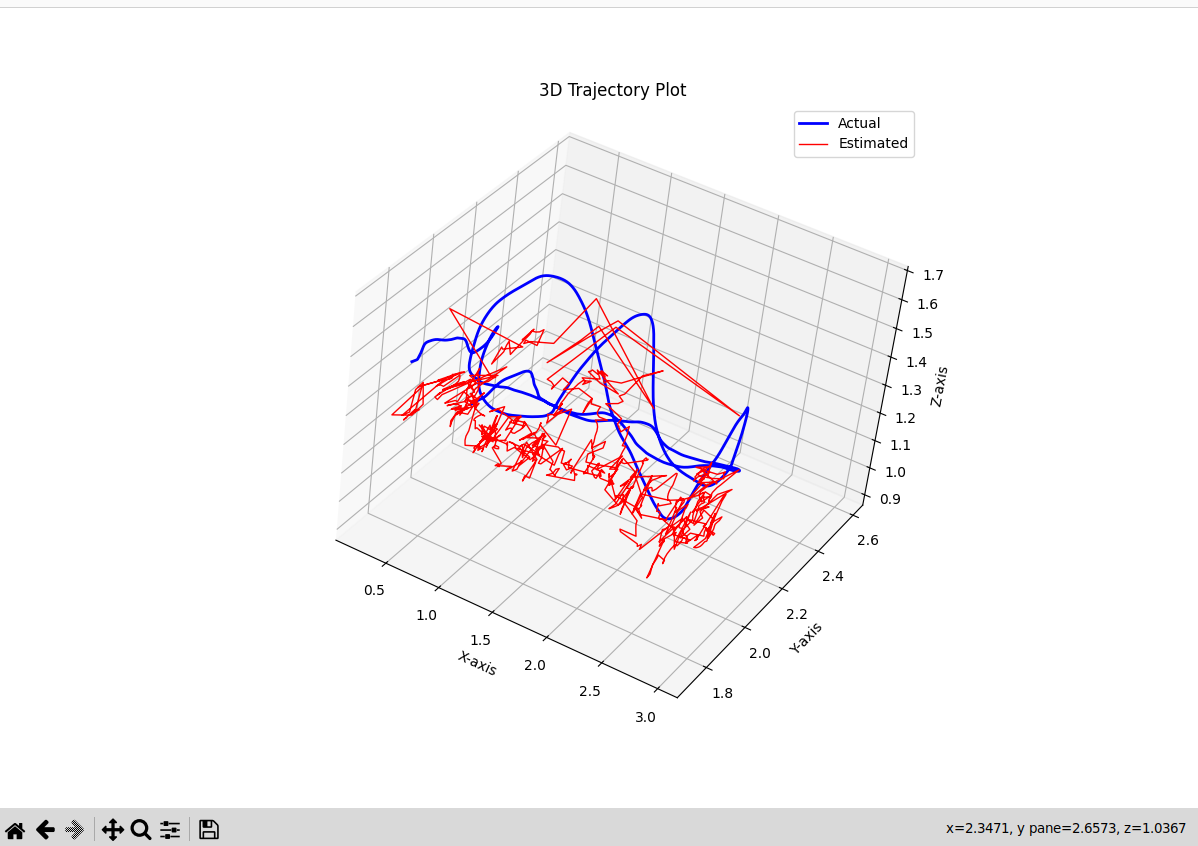 3D Trajectory Plot
Actual
Estimated
1.7
1.6
1.5
1.4
1.3
1.2
1.1
1.0
0.9
Z-axis
2.6
2.4
2.2
2.0
1.8
Y-axis
0.5
1.0
1.5
2.0
2.5
3.0
X-axis
x=2.3471, y pane=2.6573, z=1.0367